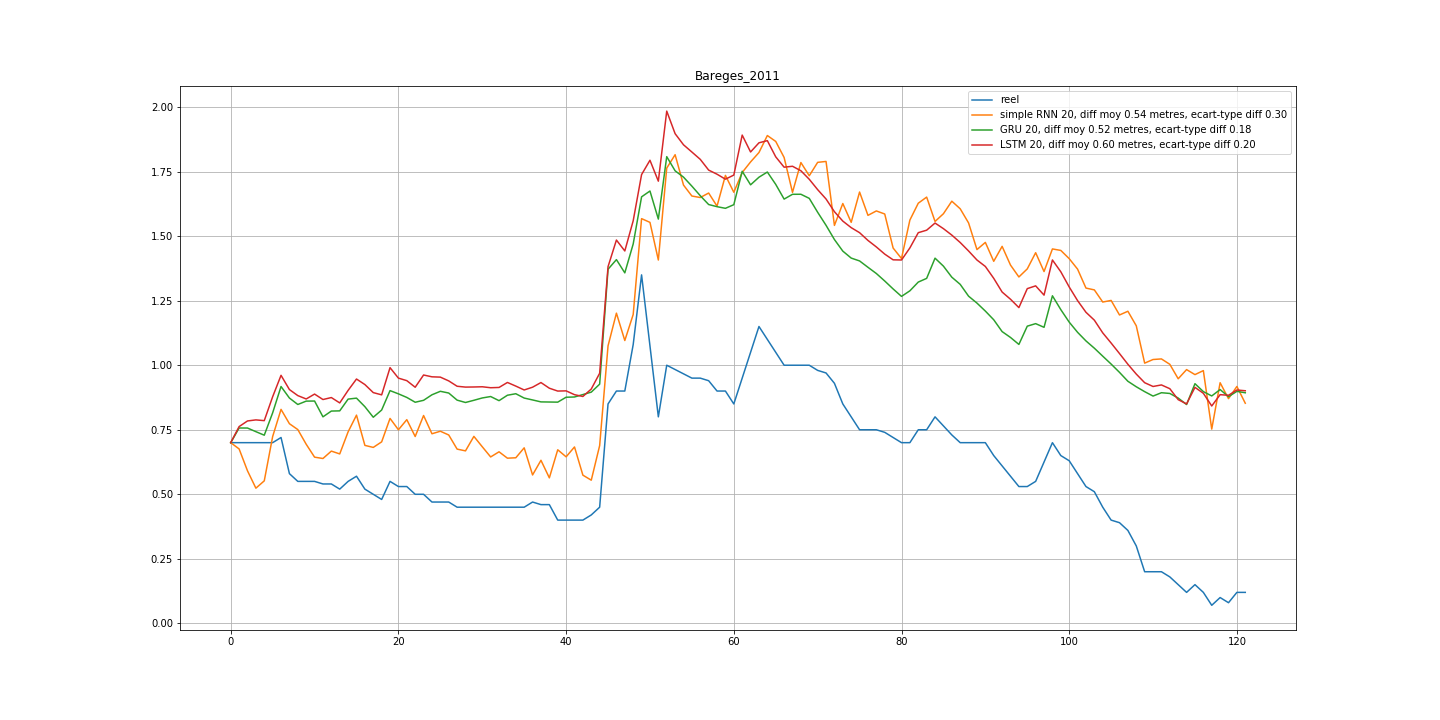 Bareges_2011
reel
simple RNN 20, diff moy 0.54 metres, ecart-type diff 0.30
GRU 20, diff moy 0.52 metres, ecart-type diff 0.18
LSTM 20, diff moy 0.60 metres, ecart-type diff 0.20
2.00
1.75
1.50
1.25
1.00
0.75
0.50
0.25
0.00
0 20 40 60 80 100 120